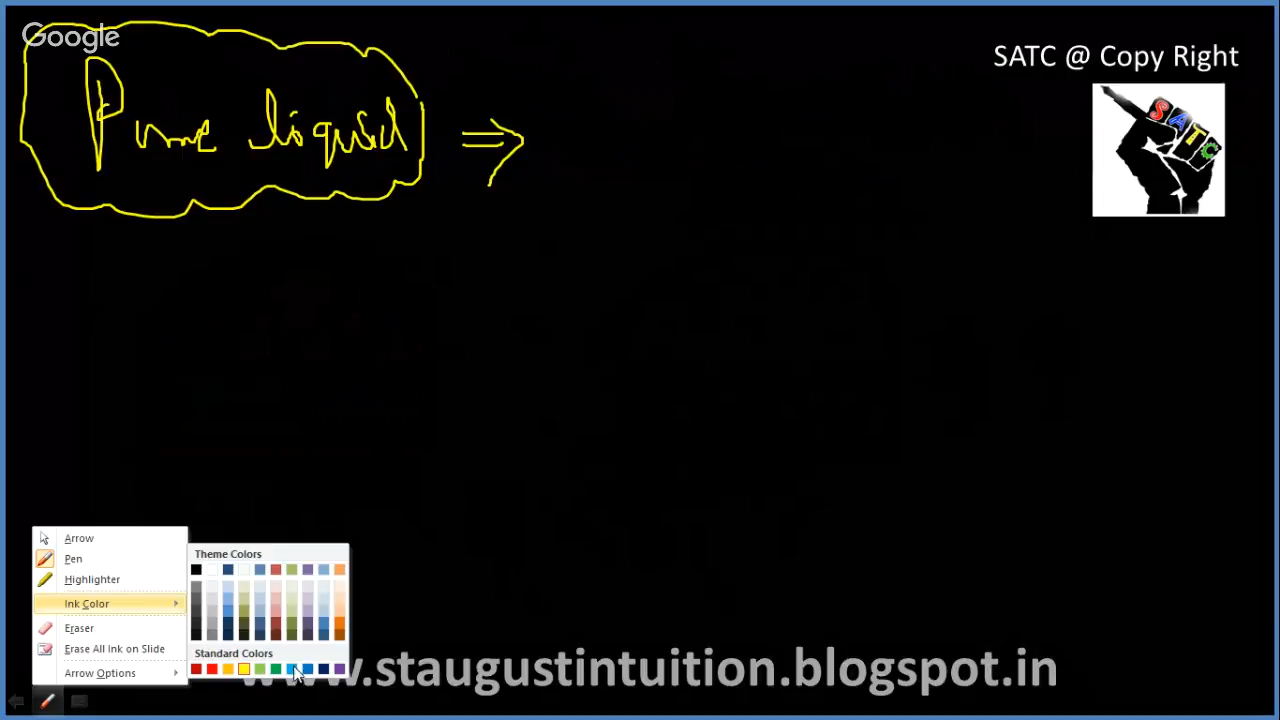 Google
SATC @ Copy Right
SATC
Pure liquid ⇒
Arrow
Pen
Highlighter
Ink Color
Eraser
Erase All Ink on Slide
Arrow Options
Theme Colors
Standard Colors
www.staugustintuition.blogspot.in